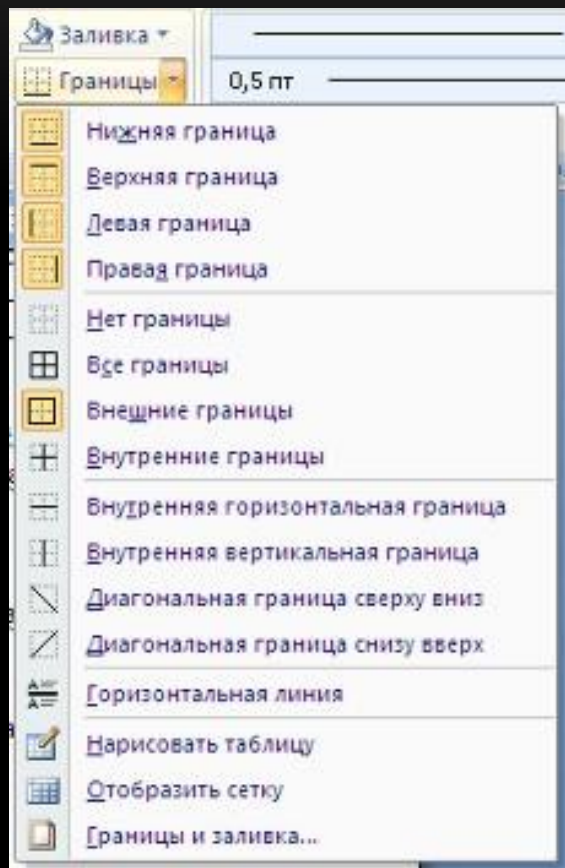 Заливка
Границы
0,5 пт
Нижняя граница
Верхняя граница
Левая граница
Правая граница
Нет границы
Все границы
Внешние границы
Внутренние границы
Внутренняя горизонтальная граница
Внутренняя вертикальная граница
Диагональная граница сверху вниз
Диагональная граница снизу вверх
Горизонтальная линия
Нарисовать таблицу
Отобразить сетку
Границы и заливка...